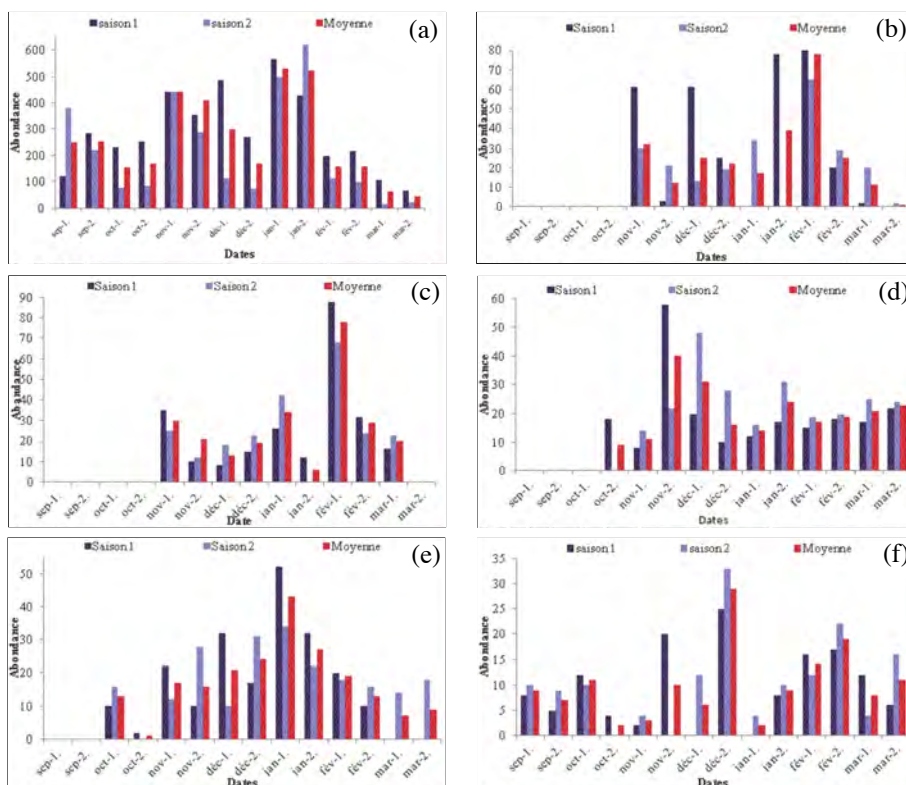 saison1 saison2 Moyenne (a)
600
500
400
300
200
100
0
Abondance
sep-1. sep-2. oct-1. oct-2 nov-1. nov-2. déc-1. déc-2. jan-1. jan-2. fév-1. fév-2. mar-1. mar-2.
Dates
Saison1 Saison2 Moyenne (b)
80
70
60
50
40
30
20
10
0
Abondance
sep-1. sep-2. oct-1. oct-2 nov-1. nov-2. déc-1. déc-2. jan-1. jan-2. fév-1. fév-2. mar-1. mar-2.
Dates
Saison1 Saison2 Moyenne (c)
90
80
70
60
50
40
30
20
10
0
Abandance
sep-1. sep-2. oct-1. oct-2 nov-1. nov-2. déc-1. déc-2. jan-1. jan-2. fév-1. fév-2. mar-1. mar-2.
Date
Saison1 Saison2 Moyenne (d)
60
50
40
30
20
10
0
Abondance
sep-1. sep-2. oct-1. oct-2 nov-1. nov-2. déc-1. déc-2. jan-1. jan-2. fév-1. fév-2. mar-1. mar-2.
Dates
Saison1 Saison2 Moyenne (e)
50
40
30
20
10
0
Abondance
sep-1. sep-2. oct-1. oct-2. nov-1. nov-2. déc-1. déc-2. jan-1. jan-2. fév-1. fév-2. mar-1. mar-2.
saison1 saison2 Moyenne (f)
35
30
25
20
15
10
5
0
Abondance
sep-1. sep-2. oct-1. oct-2 nov-1. nov-2. déc-1. déc-2. jan-1. jan-2. fév-1. fév-2. mar-1. mar-2.